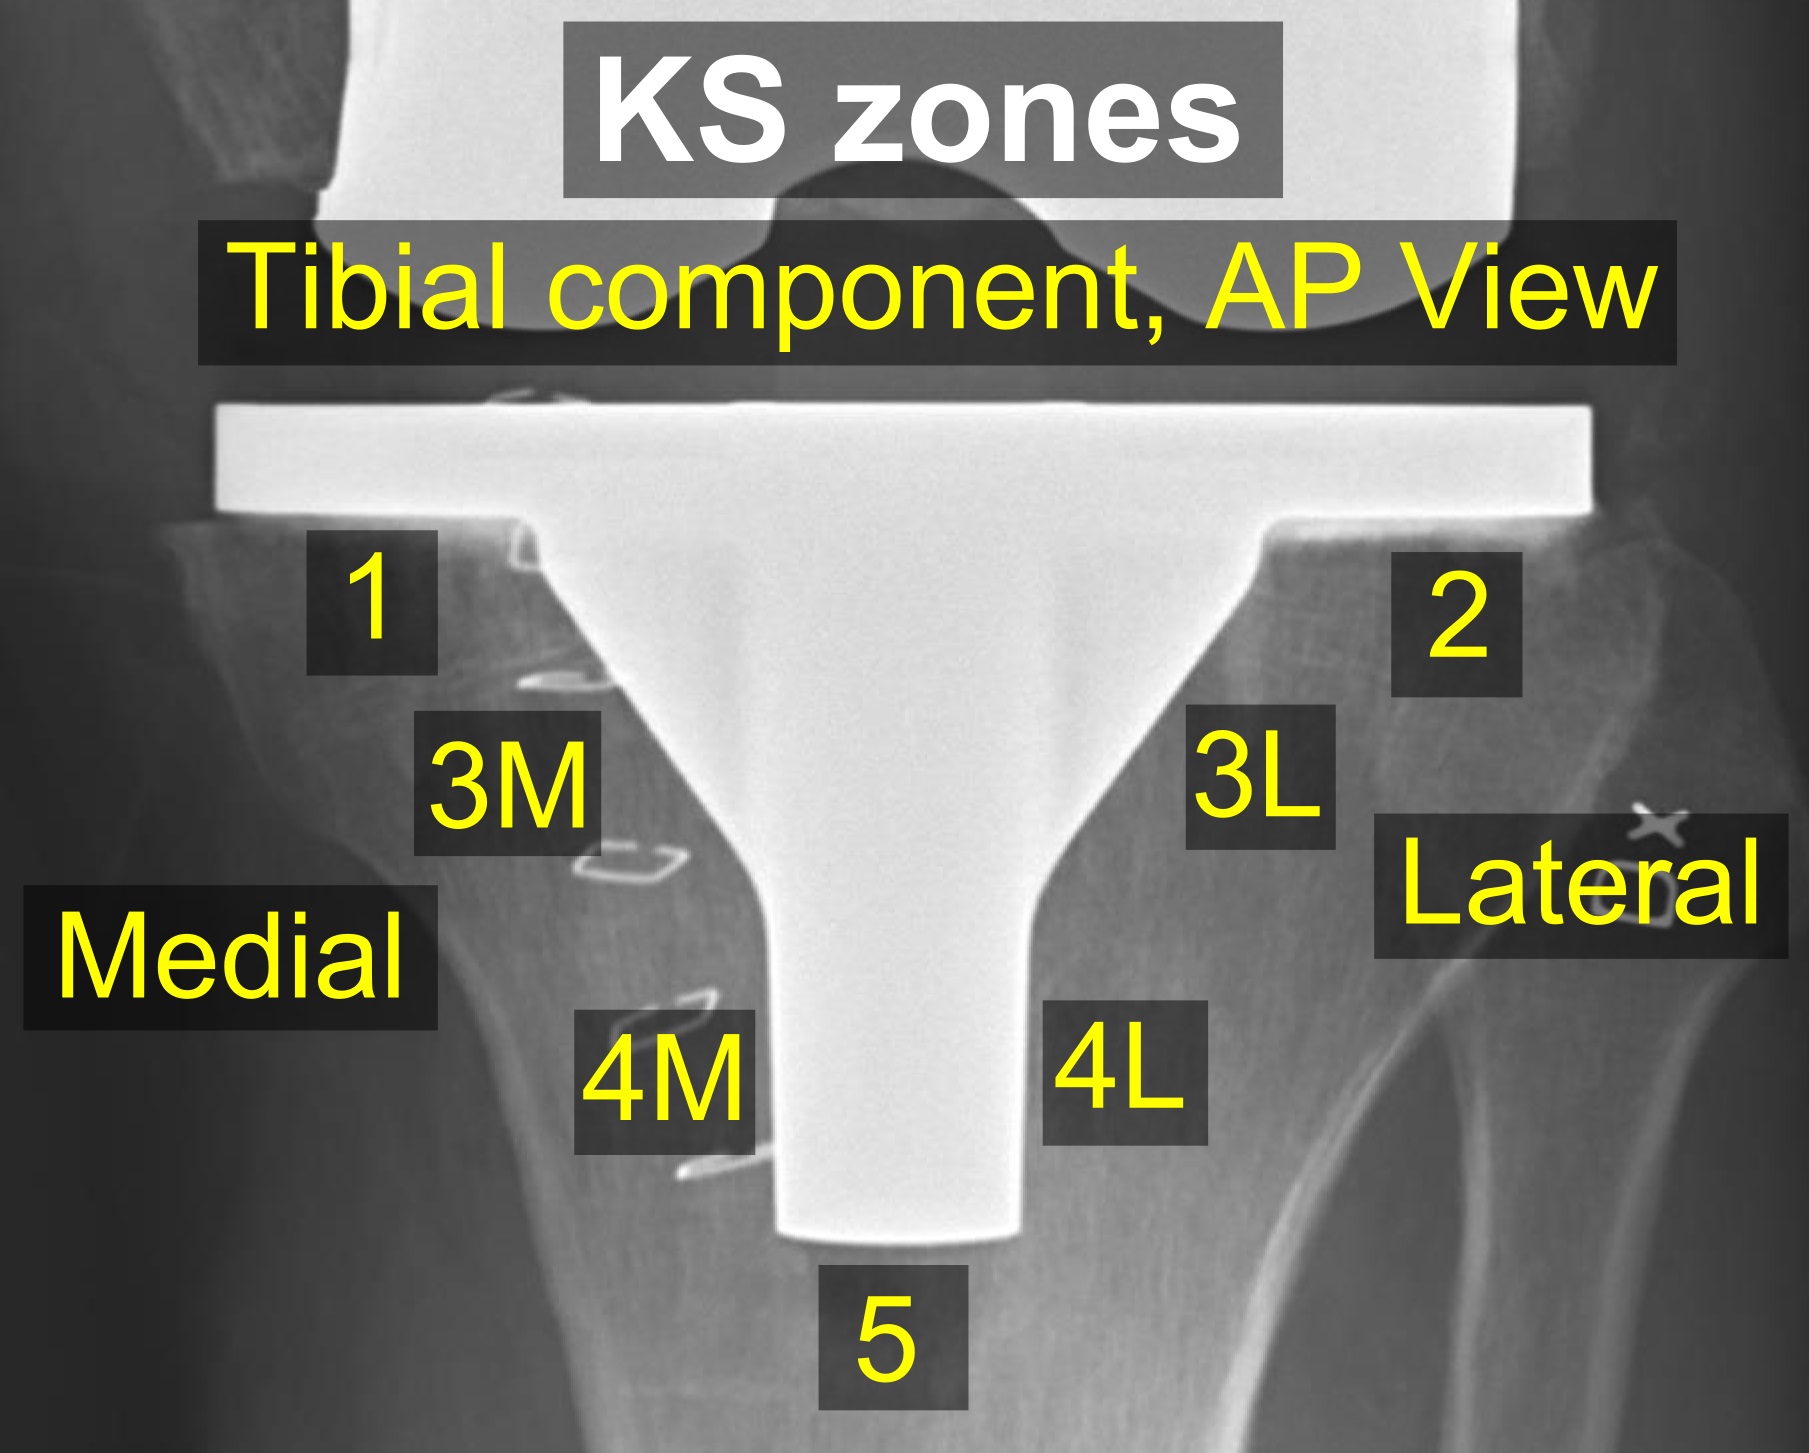 KS zones
Tibial component, AP View
1
2
3M
3L
Lateral
Medial
4M
4L
5